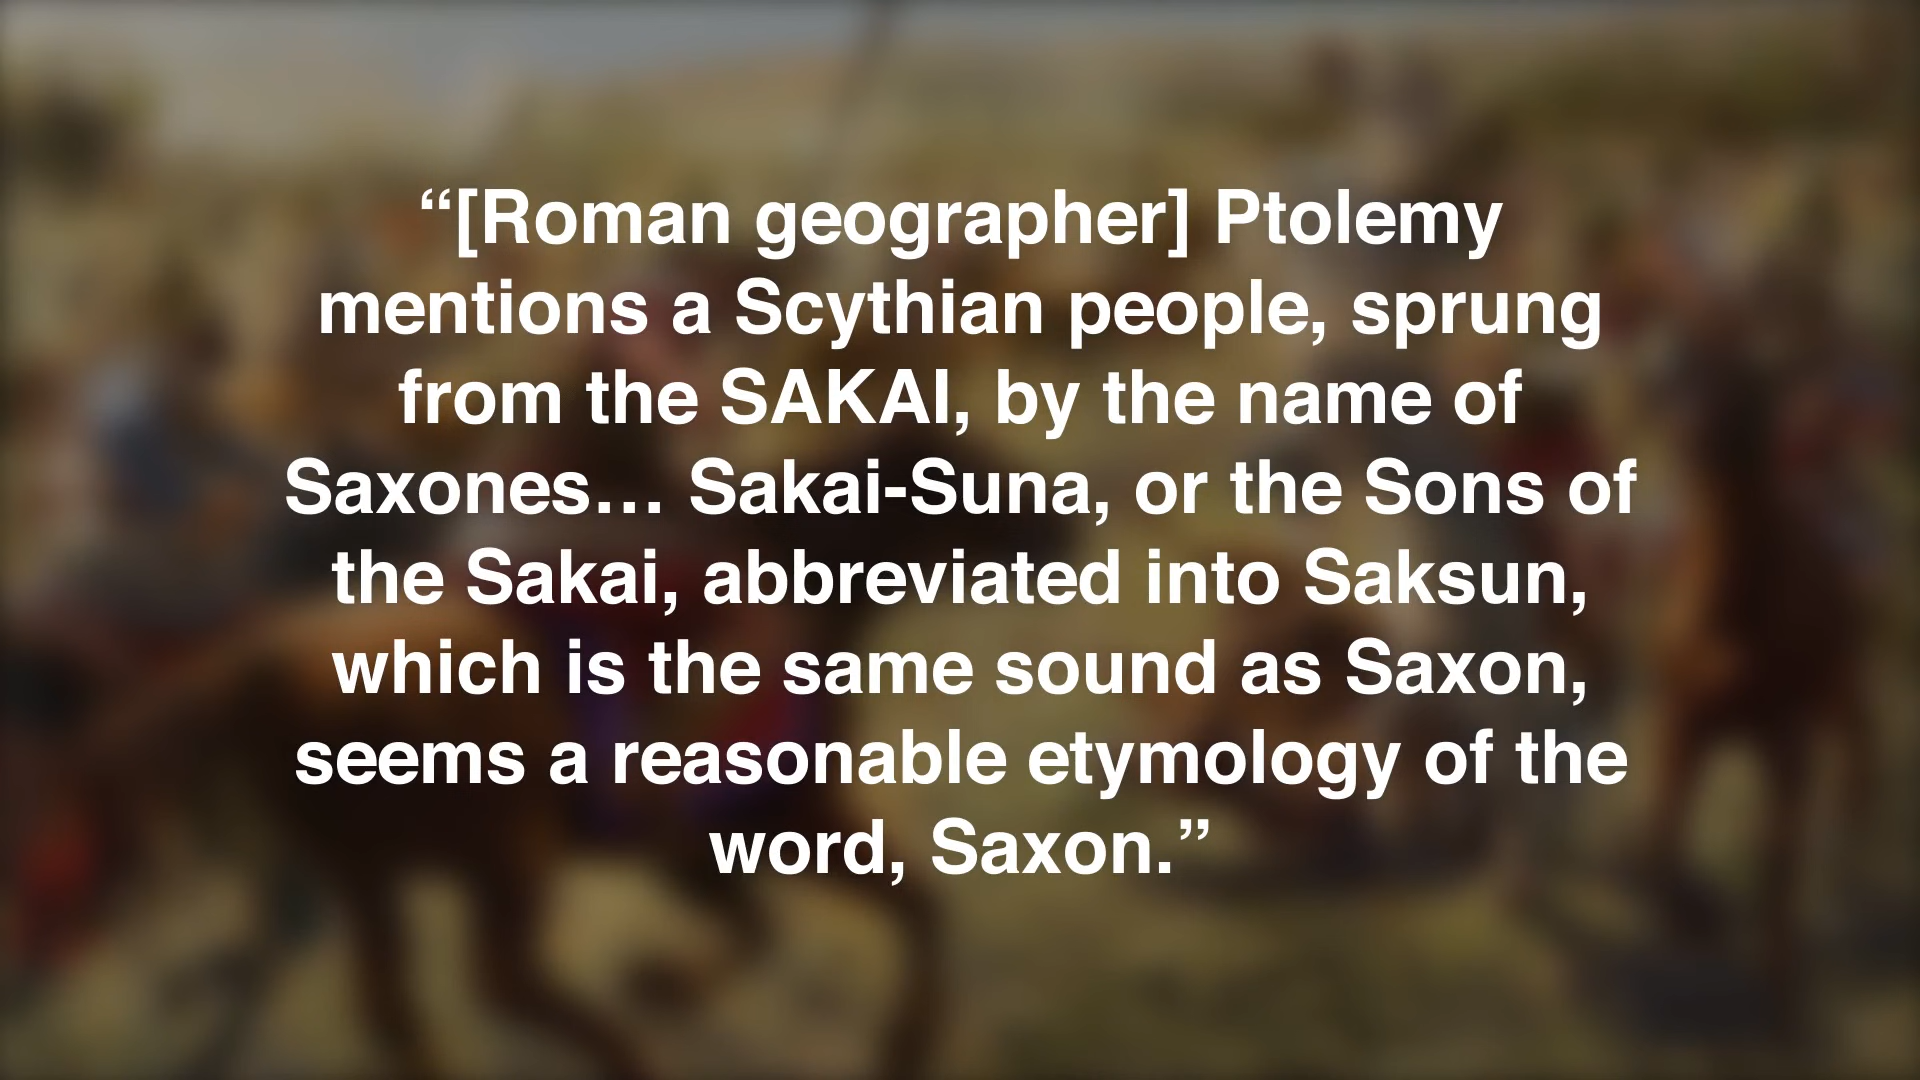 “[Roman geographer] Ptolemy
mentions a Scythian people, sprung
from the SAKAI, by the name of
Saxones… Sakai-Suna, or the Sons of
the Sakai, abbreviated into Saksun,
which is the same sound as Saxon,
seems a reasonable etymology of the
word, Saxon.”